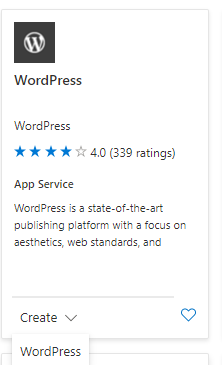 WordPress
WordPress
4.0 (339 ratings)
App Service
WordPress is a state-of-the-art
publishing platform with a focus on
aesthetics, web standards, and
Create
WordPress